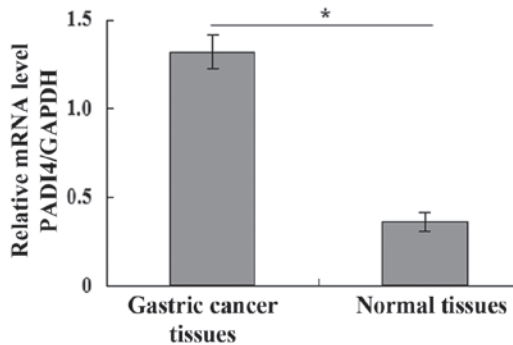 *
1.5
1.0
0.5
0
Relative mRNA level
PADI4/GAPDH
Gastric cancer
tissues
Normal tissues